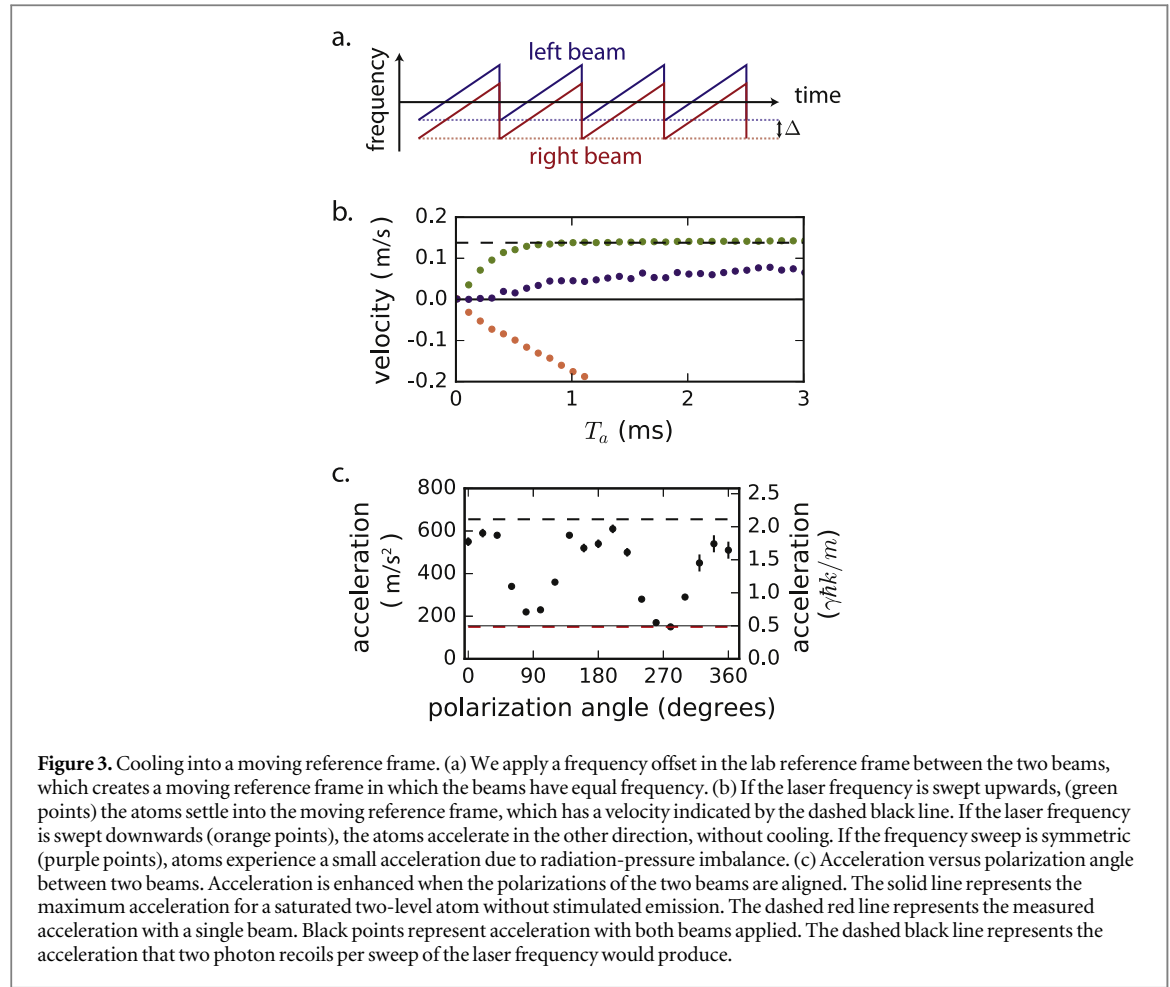 a.
left beam
frequency
time
Δ
right beam
b.
velocity (m/s)
0.2
0.1
0.0
-0.1
-0.2
0 1 2 3
T_a (ms)
c.
acceleration
(m/s²)
800
600
400
200
0
2.5
2.0
1.5
1.0
0.5
0.0
acceleration
(γħk/m)
0 90 180 270 360
polarization angle (degrees)
Figure 3. Cooling into a moving reference frame. (a) We apply a frequency offset in the lab reference frame between the two beams,
which creates a moving reference frame in which the beams have equal frequency. (b) If the laser frequency is swept upwards, (green
points) the atoms settle into the moving reference frame, which has a velocity indicated by the dashed black line. If the laser frequency
is swept downwards (orange points), the atoms accelerate in the other direction, without cooling. If the frequency sweep is symmetric
(purple points), atoms experience a small acceleration due to radiation-pressure imbalance. (c) Acceleration versus polarization angle
between two beams. Acceleration is enhanced when the polarizations of the two beams are aligned. The solid line represents the
maximum acceleration for a saturated two-level atom without stimulated emission. The dashed red line represents the measured
acceleration with a single beam. Black points represent acceleration with both beams applied. The dashed black line represents the
acceleration that two photon recoils per sweep of the laser frequency would produce.